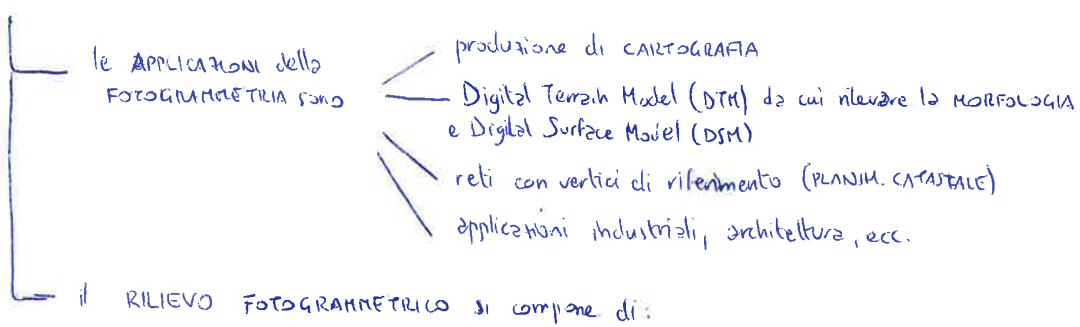 le APPLICAZIONI della
FOTOGRAMMETRIA sono
produzione di CARTOGRAFIA
Digital Terrain Model (DTM) da cui rilevare la MORFOLOGIA
e Digital Surface Model (DSM)
reti con vertici di riferimento (PLANIM. CATASTALE)
applicazioni industriali, architettura, ecc.
il RILIEVO FOTOGRAMMETRICO si compone di: